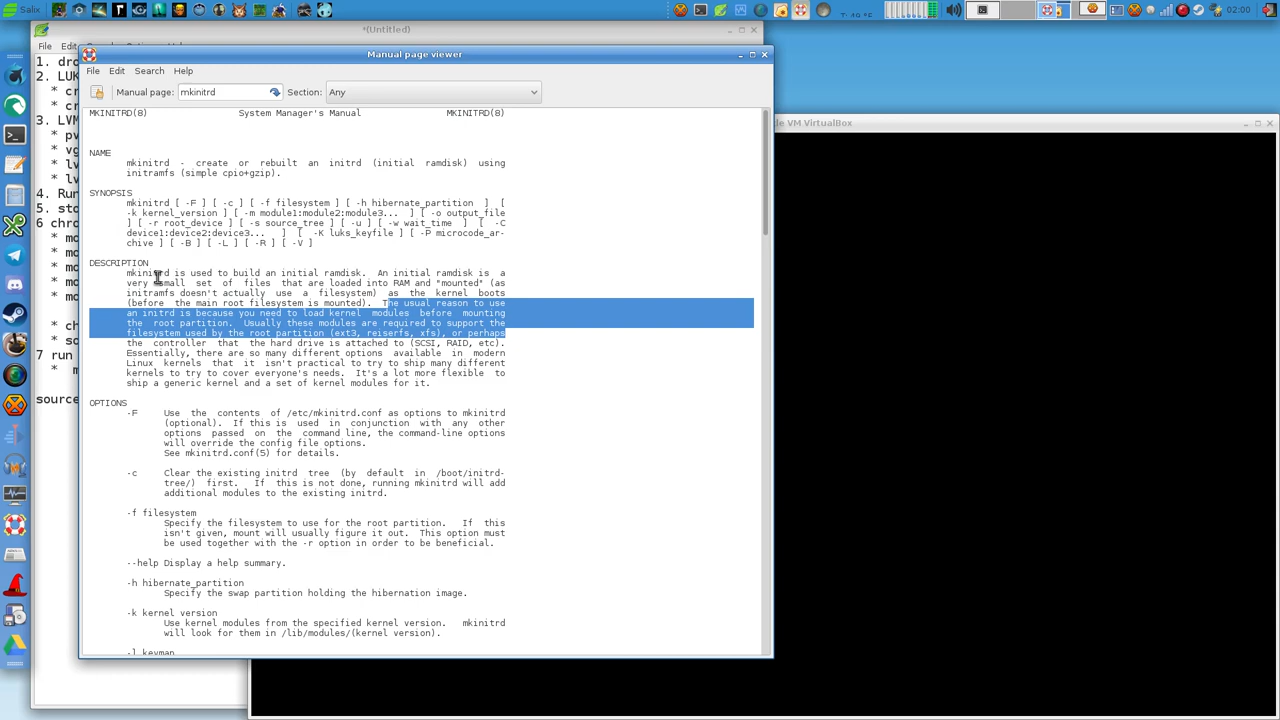 Salix
T: 49.5s
02:00
*(Untitled)
File Edit
1. dro
2. LUK
* cr
* cr
3. LVM
* pv
* vg
* lv
* lv
4. Run
5. sto
6 chro
* mo
* mo
* mo
* mo
* mo
* ch
* so
7 run
* m
source
le VM VirtualBox
Manual page viewer
File Edit Search Help
Manual page: mkinitrd Section: Any
MKINITRD(8) System Manager's Manual MKINITRD(8)
NAME
mkinitrd - create or rebuilt an initrd (initial ramdisk) using
initramfs (simple cpio+gzip).
SYNOPSIS
mkinitrd [ -F ] [ -c ] [ -f filesystem ] [ -h hibernate_partition ] [
-k kernel_version ] [ -m module1:module2:module3... ] [ -o output_file
] [ -r root_device ] [ -s source_tree ] [ -u ] [ -w wait_time ] [ -C
device1:device2:device3... ] [ -K luks_keyfile ] [ -P microcode_ar-
chive ] [ -B ] [ -L ] [ -R ] [ -V ]
DESCRIPTION
mkinitrd is used to build an initial ramdisk. An initial ramdisk is a
very small set of files that are loaded into RAM and "mounted" (as
initramfs doesn't actually use a filesystem) as the kernel boots
(before the main root filesystem is mounted). The usual reason to use
an initrd is because you need to load kernel modules before mounting
the root partition. Usually these modules are required to support the
filesystem used by the root partition (ext3, reiserfs, xfs), or perhaps
the controller that the hard drive is attached to (SCSI, RAID, etc).
Essentially, there are so many different options available in modern
Linux kernels that it isn't practical to try to ship many different
kernels to try to cover everyone's needs. It's a lot more flexible to
ship a generic kernel and a set of kernel modules for it.
OPTIONS
-F Use the contents of /etc/mkinitrd.conf as options to mkinitrd
(optional). If this is used in conjunction with any other
options passed on the command line, the command-line options
will override the config file options.
See mkinitrd.conf(5) for details.
-c Clear the existing initrd tree (by default in /boot/initrd-
tree/) first. If this is not done, running mkinitrd will add
additional modules to the existing initrd.
-f filesystem
Specify the filesystem to use for the root partition. If this
isn't given, mount will usually figure it out. This option must
be used together with the -r option in order to be beneficial.
--help Display a help summary.
-h hibernate_partition
Specify the swap partition holding the hibernation image.
-k kernel version
Use kernel modules from the specified kernel version. mkinitrd
will look for them in /lib/modules/(kernel version).
-l keymap